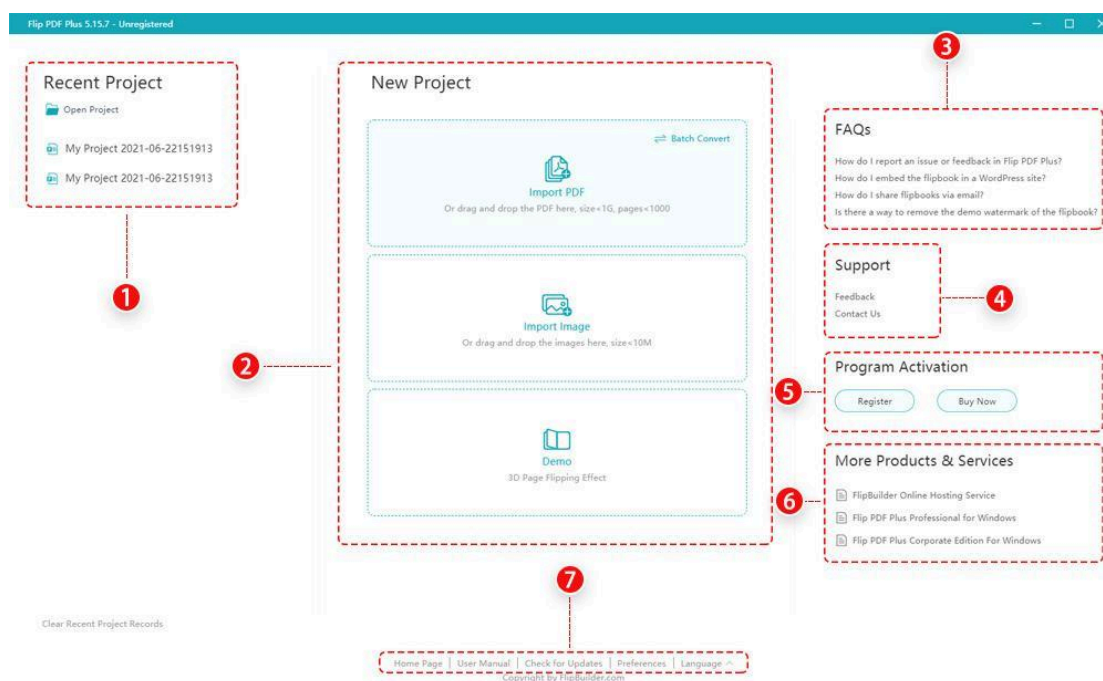 Flip PDF Plus 5.15.7 - Unregistered
Recent Project
Open Project
My Project 2021-06-22151913
My Project 2021-06-22151913
1
New Project
Batch Convert
Import PDF
Or drag and drop the PDF here, size<1G, pages<1000
Import Image
Or drag and drop the images here, size<10M
Demo
3D Page Flipping Effect
2
3
FAQs
How do I report an issue or feedback in Flip PDF Plus?
How do I embed the flipbook in a WordPress site?
How do I share flipbooks via email?
Is there a way to remove the demo watermark of the flipbook?
Support
Feedback
Contact Us
4
Program Activation
Register Buy Now
5
More Products & Services
FlipBuilder Online Hosting Service
Flip PDF Plus Professional for Windows
Flip PDF Plus Corporate Edition For Windows
6
7
Clear Recent Project Records
Home Page | User Manual | Check for Updates | Preferences | Language
Copyright by FlipBuilder.com